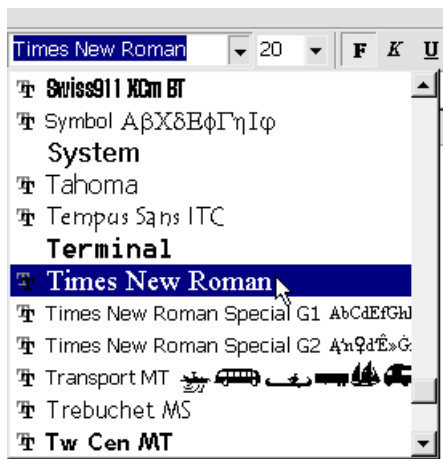 Times New Roman 20 F K U
Swiss911 XCm BT
Symbol ΑβΧδΕφΓηΙφ
System
Tahoma
Tempus Sans ITC
Terminal
Times New Roman
Times New Roman Special G1 AbCdEfGhI
Times New Roman Special G2
Transport MT
Trebuchet MS
Tw Cen MT